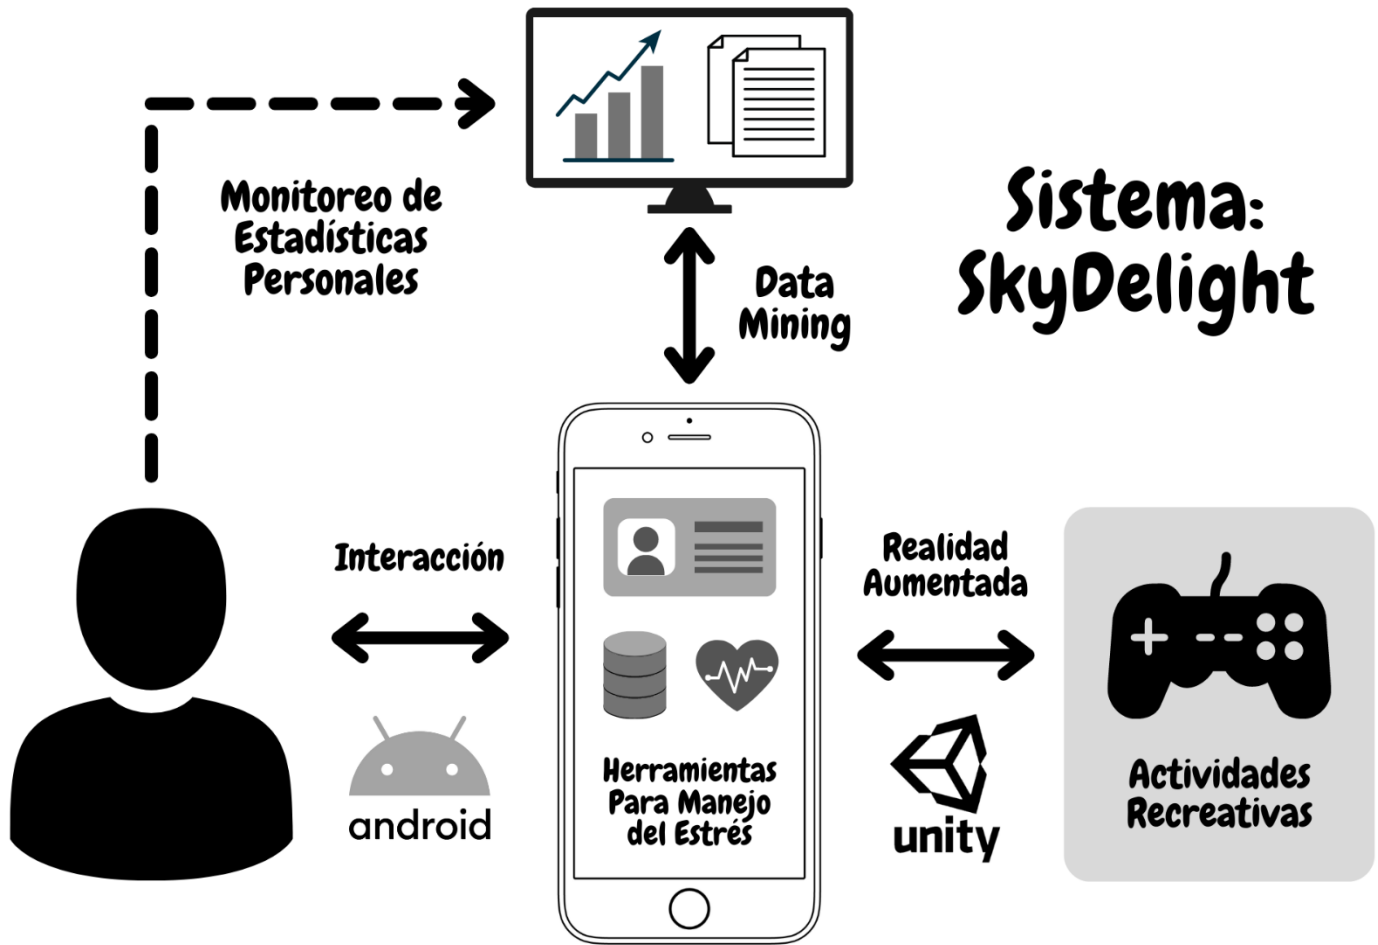 Monitoreo de
Estadísticas
Personales
Sistema:
SkyDelight
Data
Mining
Interacción
android
Herramientas
Para Manejo
del Estrés
Realidad
Aumentada
unity
Actividades
Recreativas